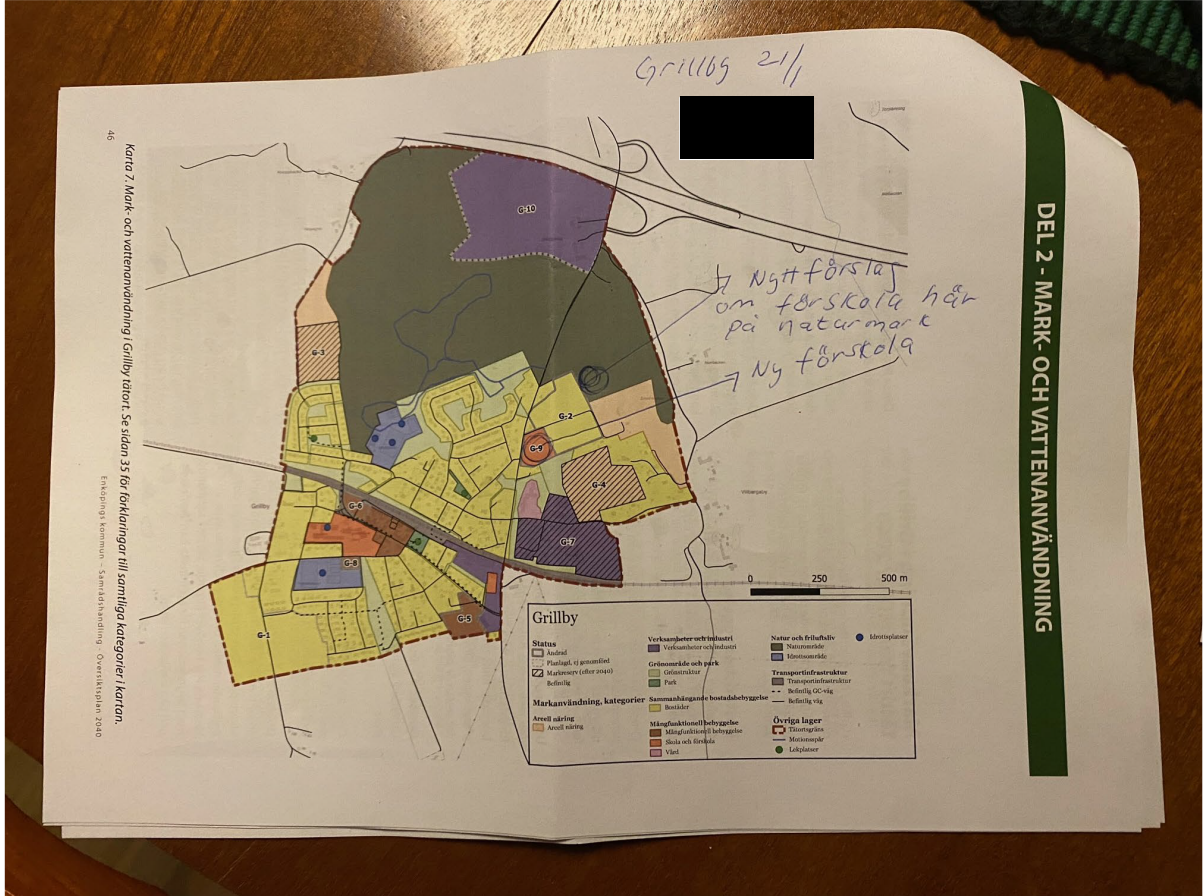 Grillby 21/1
DEL 2 - MARK- OCH VATTENANVÄNDNING
G-10
Nytt förslag
om förskola här
på naturmark
Ny förskola
G-3
G-2
G-9
G-4
G-6
G-7
G-8
G-5
G-1
Grillby
0 250 500 m
Grillby
Status
Ändrad
Planlagd, ej genomförd
Markreserv (efter 2040)
Befintlig
Markanvändning, kategorier
Areell näring
Areell näring
Verksamheter och industri
Verksamheter och industri
Grönområde och park
Grönstruktur
Park
Sammanhängande bostadsbebyggelse
Bostäder
Mångfunktionell bebyggelse
Mångfunktionell bebyggelse
Skola och förskola
Vård
Natur och friluftsliv
Naturområde
Idrottsområde
Transportinfrastruktur
Transportinfrastruktur
Befintlig GC-väg
Befintlig väg
Övriga lager
Tätortsgräns
Motionsspår
Lekplatser
Idrottsplatser
Karta 7. Mark- och vattenanvändning i Grillby tätort. Se sidan 35 för förklaringar till samtliga kategorier i kartan.
46
Enköpings kommun - Samrådshandling - Översiktsplan 2040